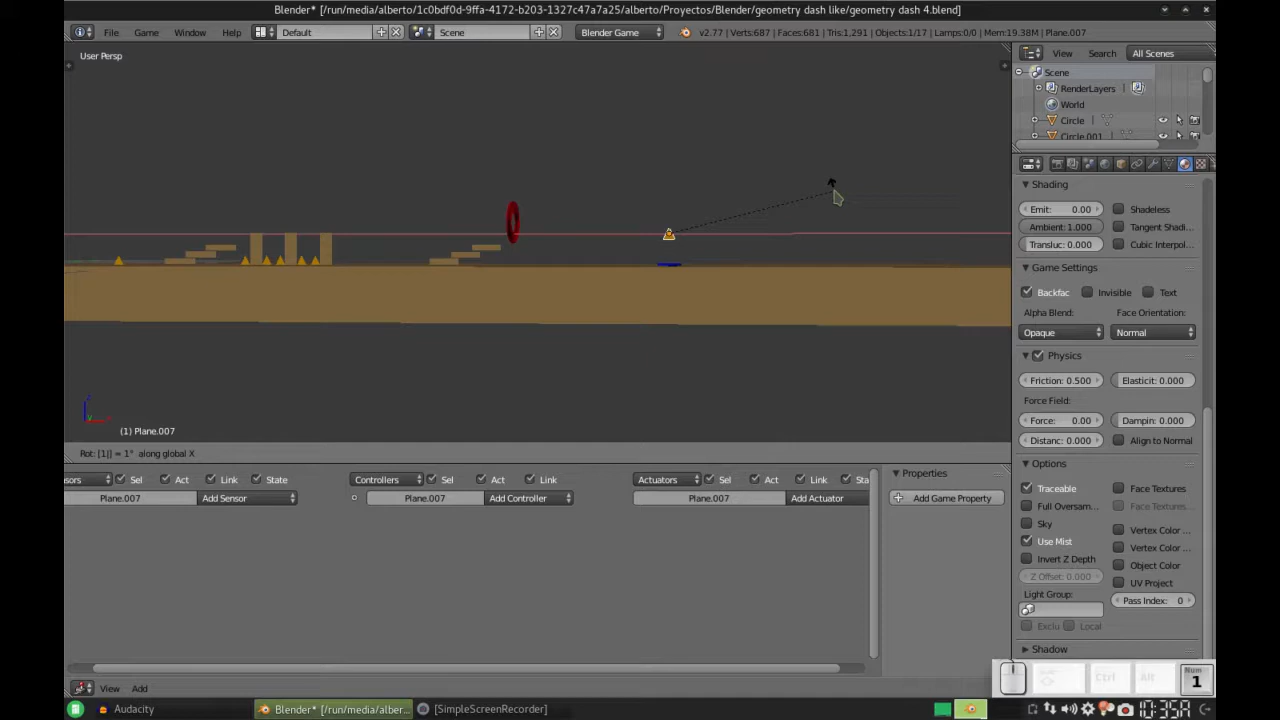 Blender* [/run/media/alberto/1c0bdf0d-9ffa-4172-b203-1327c47a7a25/alberto/Proyectos/Blender/geometry dash like/geometry dash 4.blend]
File Game Window Help Default Scene Blender Game v2.77 | Verts:687 | Faces:681 | Tris:1,291 | Objects:1/17 | Lamps:0/0 | Mem:19.38M | Plane.007
User Persp
View Search All Scenes
Scene
RenderLayers
World
Circle
Circle.001
Shading
Emit: 0.00 Shadeless
Ambient: 1.000 Tangent Shad
Transluc: 0.000 Cubic Interpol
Game Settings
Backfac Invisible Text
Alpha Blend: Face Orientation:
Opaque Normal
Physics
Friction: 0.500 Elasticit: 0.000
Force Field:
Force: 0.00 Dampin: 0.000
Distanc: 0.000 Align to Normal
Options
Traceable Face Textures
Full Oversam... Face Textures...
Sky Vertex Color ...
Use Mist Vertex Color ...
Invert Z Depth Object Color
Z Offset: 0.000 UV Project
Light Group: Pass Index: 0
Exclu Local
Shadow
z
(1) Plane.007
Rot: [1|] = 1° along global X
sors Sel Act Link State Controllers Sel Act Link Actuators Sel Act Link Sta
Plane.007 Add Sensor Plane.007 Add Controller Plane.007 Add Actuator
Properties
Add Game Property
View Add
Ctrl Alt Num 1
Audacity Blender* [/run/media/alber... [SimpleScreenRecorder] 10:35A